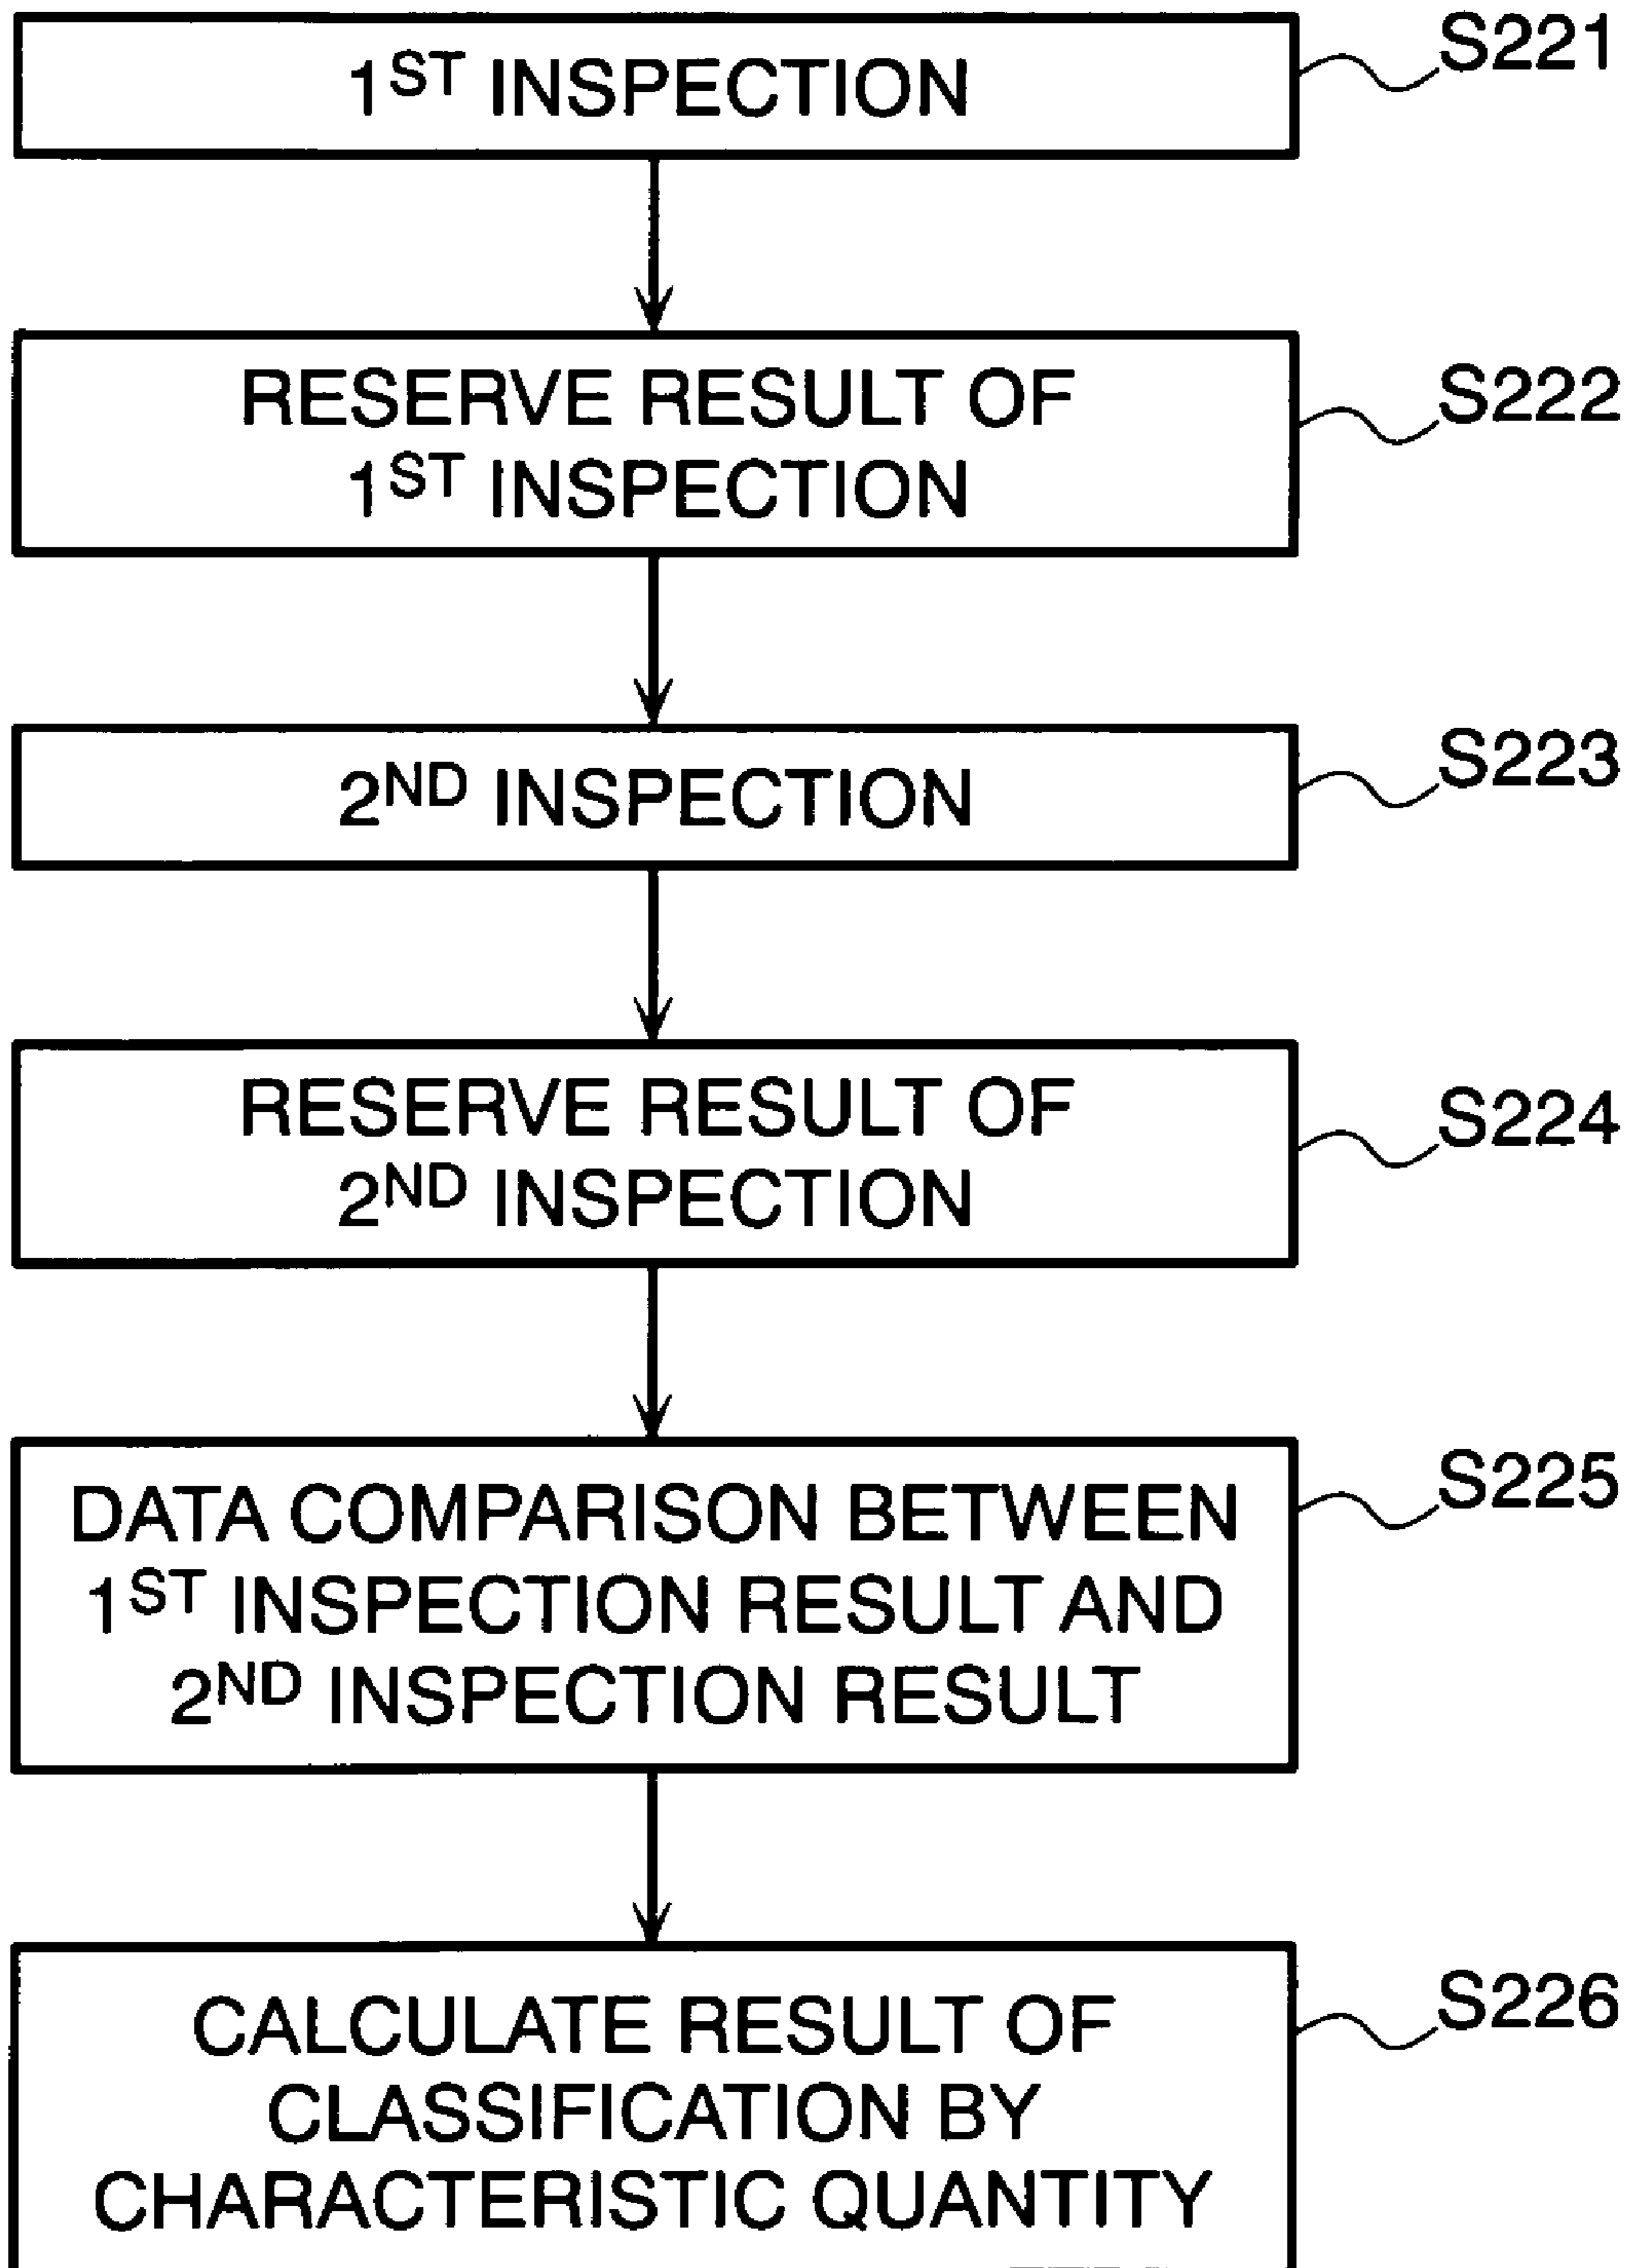 1ST INSPECTION
S221
RESERVE RESULT OF
1ST INSPECTION
S222
2ND INSPECTION
S223
RESERVE RESULT OF
2ND INSPECTION
S224
DATA COMPARISON BETWEEN
1ST INSPECTION RESULT AND
2ND INSPECTION RESULT
S225
CALCULATE RESULT OF
CLASSIFICATION BY
CHARACTERISTIC QUANTITY
S226